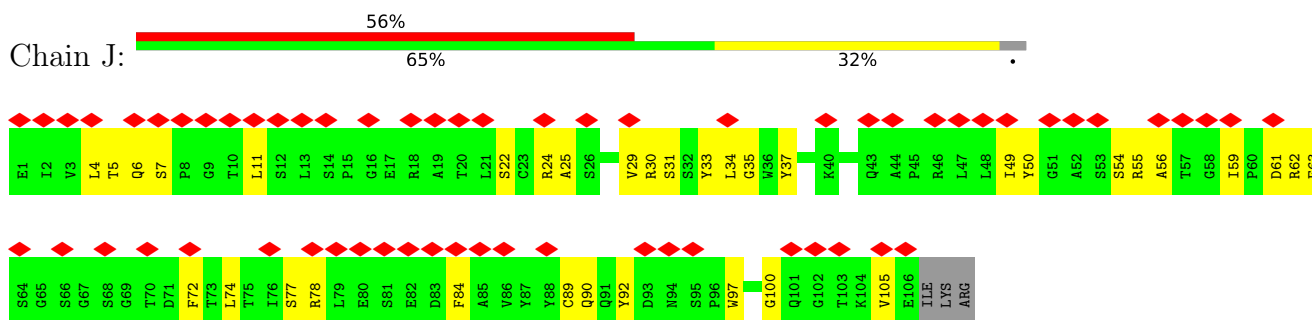 56%
Chain J:
65% 32% •
E1 I2 V3 L4 T5 Q6 S7 P8 G9 T10 L11 S12 L13 S14 P15 G16 E17 R18 A19 T20 L21 S22 C23 R24 A25 S26 V29 R30 S31 S32 Y33 L34 G35 W36 Y37 K40 Q43 A44 P45 R46 L47 L48 I49 Y50 G51 A52 S53 S54 R55 A56 T57 G58 I59 P60 D61 R62
S64 G65 S66 G67 S68 G69 T70 D71 F72 T73 L74 T75 I76 S77 R78 L79 E80 S81 E82 D83 F84 A85 V86 Y87 Y88 C89 Q90 Q91 Y92 D93 N94 S95 P96 W97 G100 Q101 G102 T103 K104 V105 E106 ILE LYS ARG